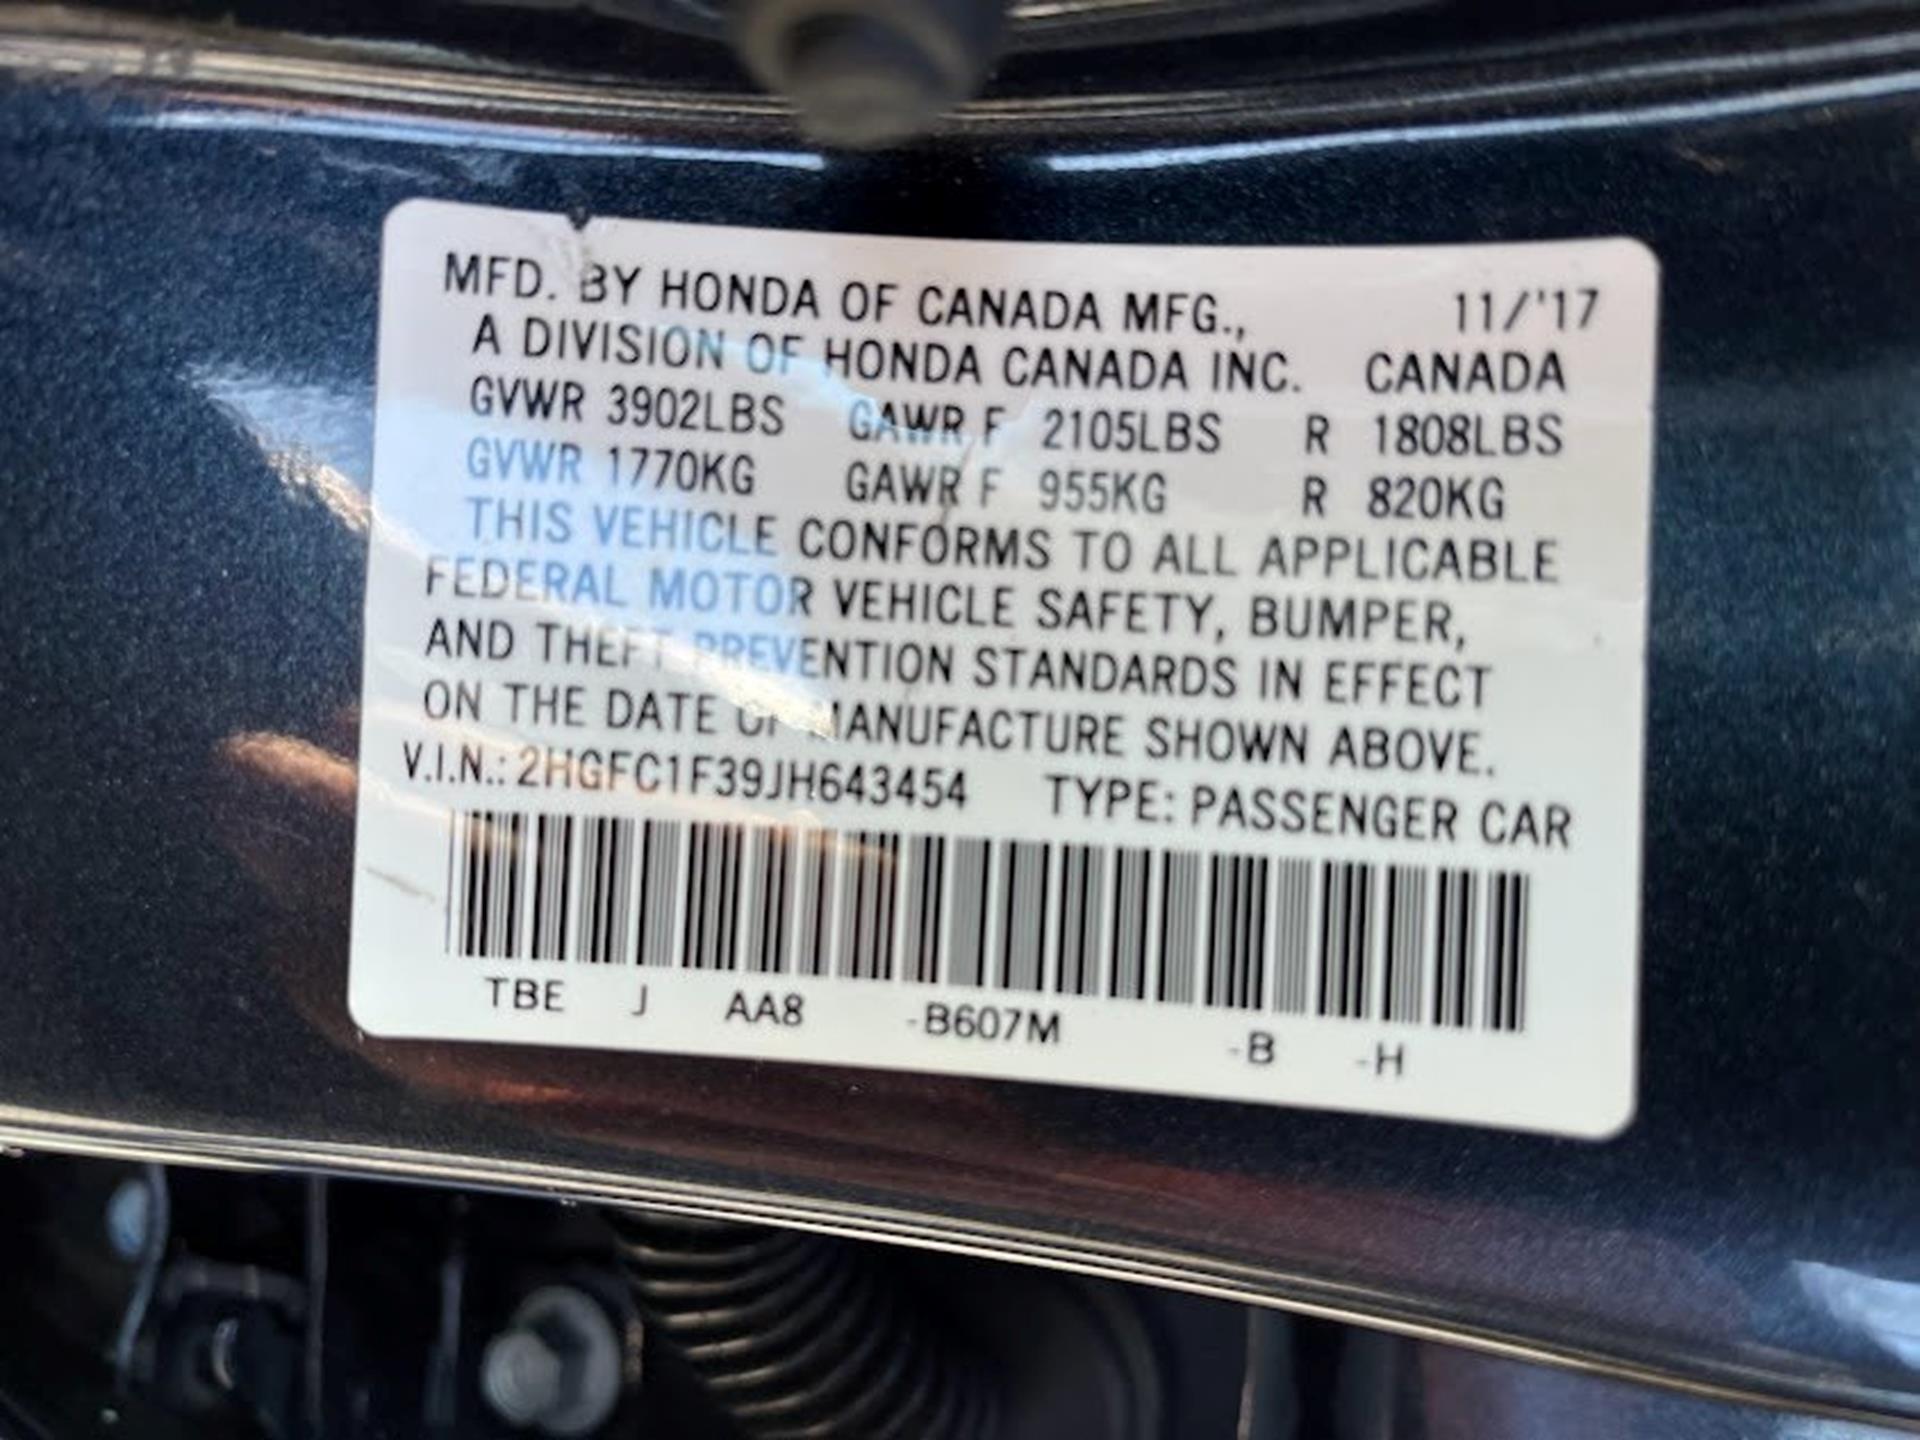 MFD. BY HONDA OF CANADA MFG., 11/'17
A DIVISION OF HONDA CANADA INC. CANADA
GVWR 3902LBS GAWR F 2105LBS R 1808LBS
GVWR 1770KG GAWR F 955KG R 820KG
THIS VEHICLE CONFORMS TO ALL APPLICABLE
FEDERAL MOTOR VEHICLE SAFETY, BUMPER,
AND THEFT PREVENTION STANDARDS IN EFFECT
ON THE DATE OF MANUFACTURE SHOWN ABOVE.
V.I.N.: 2HGFC1F39JH643454 TYPE: PASSENGER CAR
TBE J AA8 -B607M -B -H